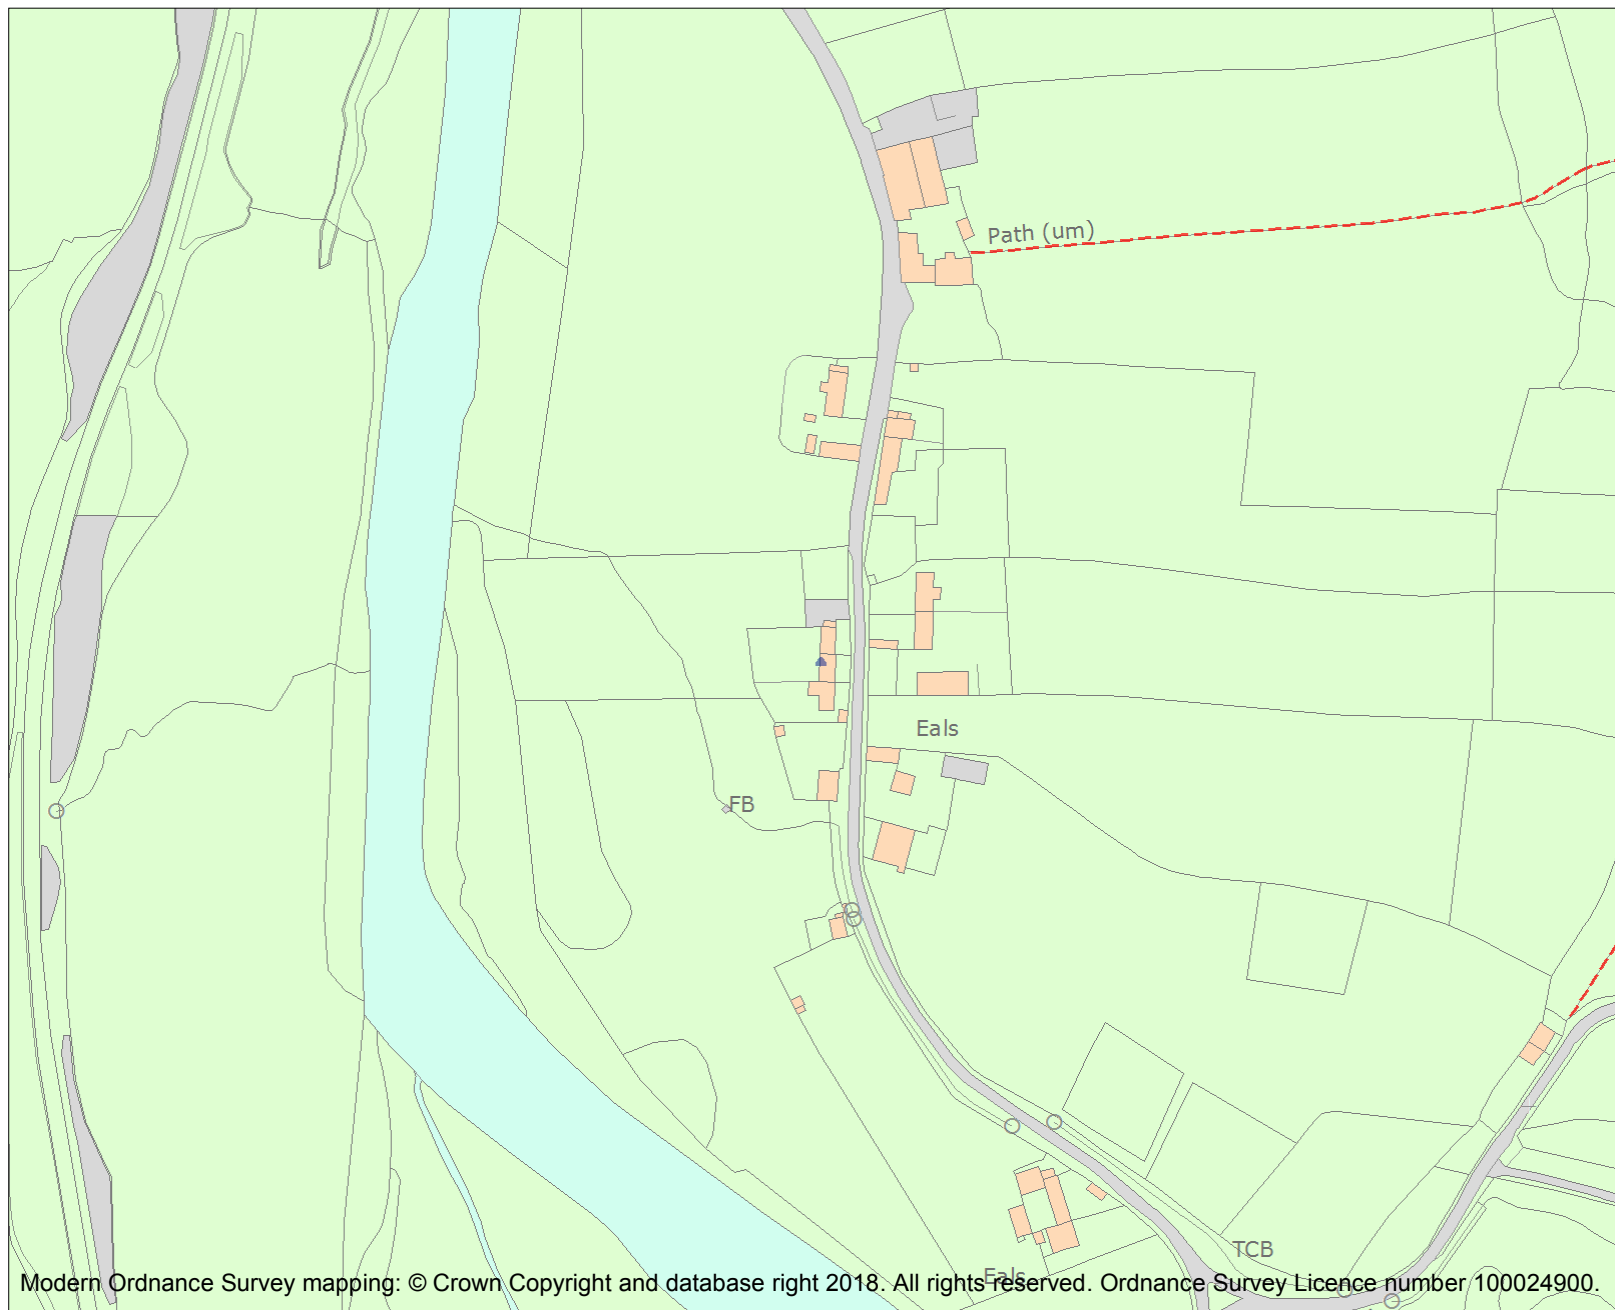 Path (um)
Eals
FB
TCB
Eals
Modern Ordnance Survey mapping: © Crown Copyright and database right 2018. All rights reserved. Ordnance Survey Licence number 100024900.